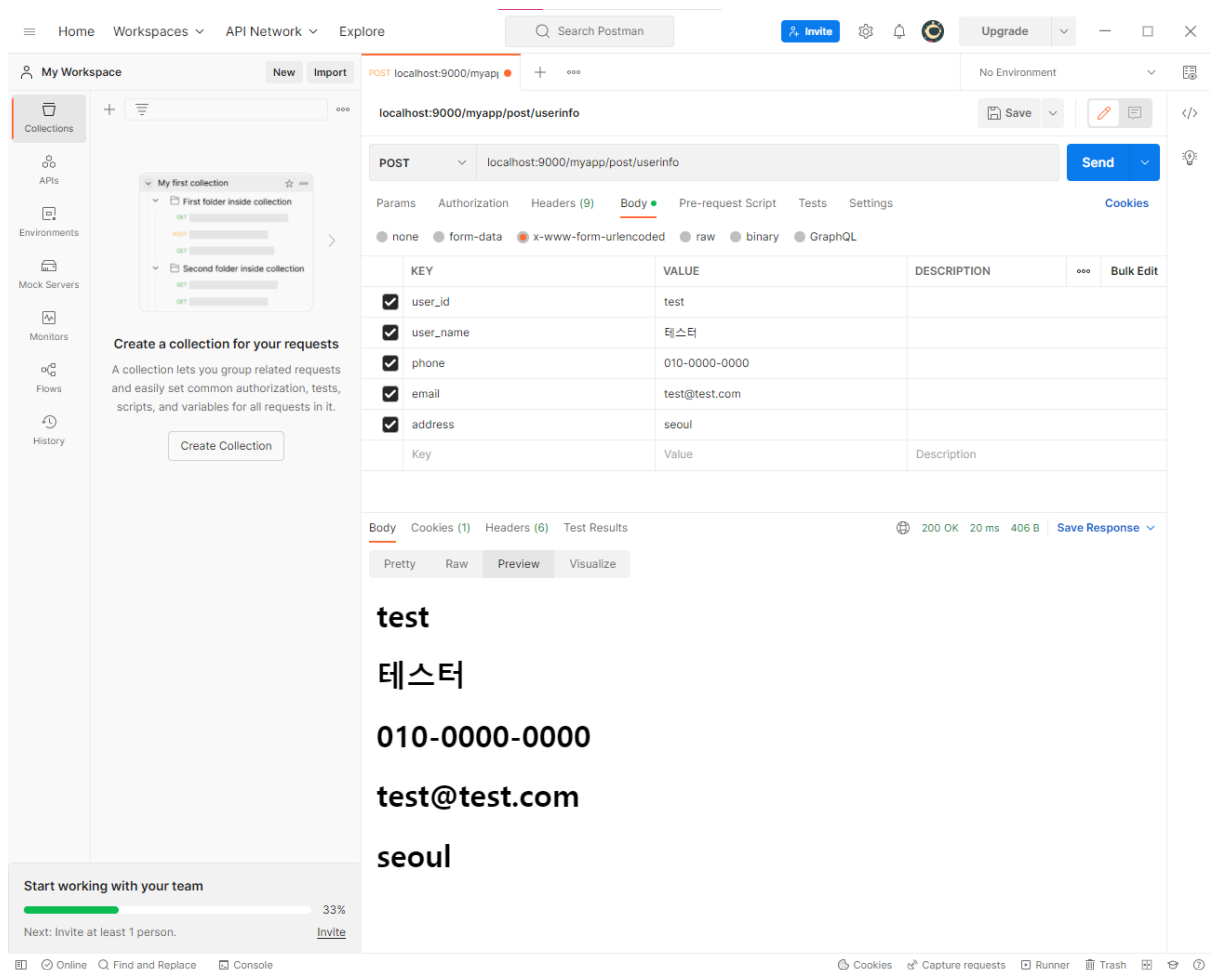 Home Workspaces API Network Explore Search Postman Invite Upgrade
My Workspace New Import POST localhost:9000/myapp No Environment
localhost:9000/myapp/post/userinfo Save
Collections
APIs
Environments
Mock Servers
Monitors
Flows
History
My first collection
First folder inside collection
GET
POST
GET
Second folder inside collection
GET
GET
Create a collection for your requests
A collection lets you group related requests
and easily set common authorization, tests,
scripts, and variables for all requests in it.
Create Collection
Start working with your team
33%
Next: Invite at least 1 person. Invite
POST localhost:9000/myapp/post/userinfo Send
Params Authorization Headers (9) Body Pre-request Script Tests Settings Cookies
none form-data x-www-form-urlencoded raw binary GraphQL
KEY VALUE DESCRIPTION Bulk Edit
user_id test
user_name 테스터
phone 010-0000-0000
email test@test.com
address seoul
Key Value Description
Body Cookies (1) Headers (6) Test Results 200 OK 20 ms 406 B Save Response
Pretty Raw Preview Visualize
test
테스터
010-0000-0000
test@test.com
seoul
Online Find and Replace Console Cookies Capture requests Runner Trash